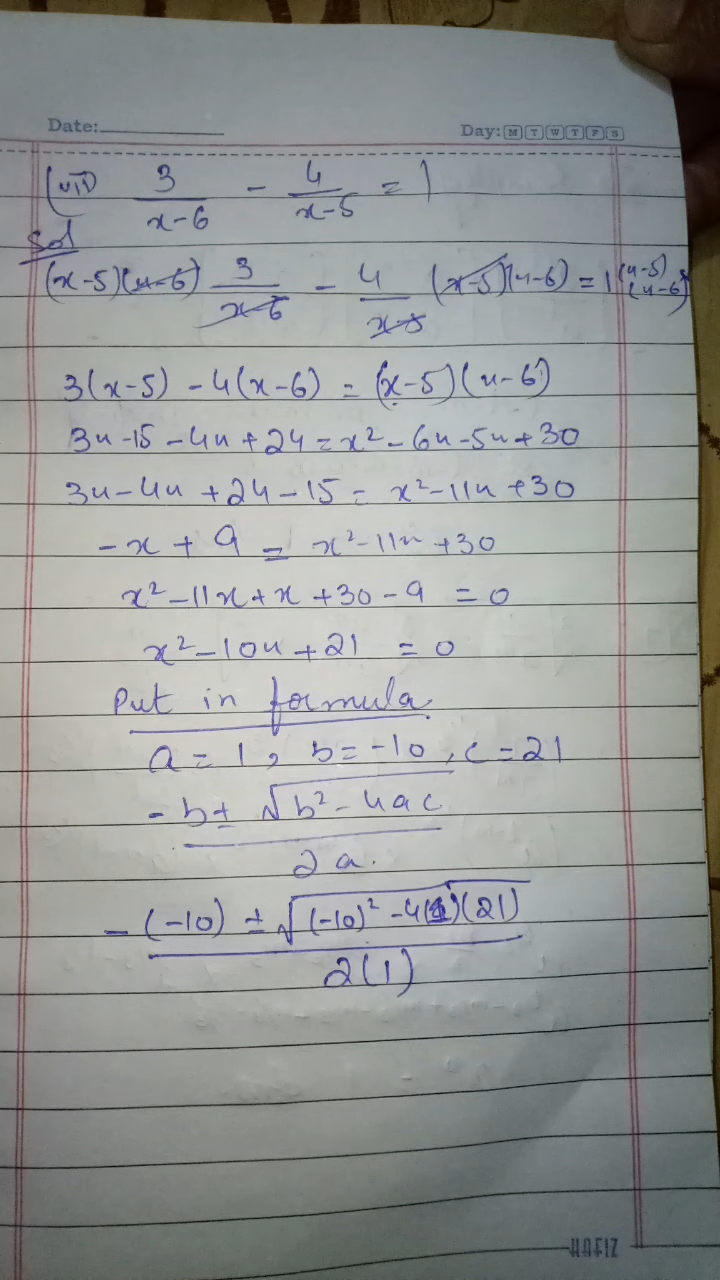 Date: Day: M T W T F S
(vii) 3/(x-6) - 4/(x-5) = 1
Sol
(x-5)(x-6) 3/(x-6) - 4/(x-5) (x-5)(x-6) = 1 (x-5)(x-6)
3(x-5) - 4(x-6) = (x-5)(x-6)
3x-15-4x+24 = x²-6x-5x+30
3x-4x+24-15 = x²-11x+30
-x+9 = x²-11x+30
x²-11x+x+30-9 = 0
x²-10x+21 = 0
Put in formula
a=1, b=-10, c=21
-b±√b²-4ac
2a.
-(-10) ± √(-10)²-4(1)(21)
2(1)
HAFIZ